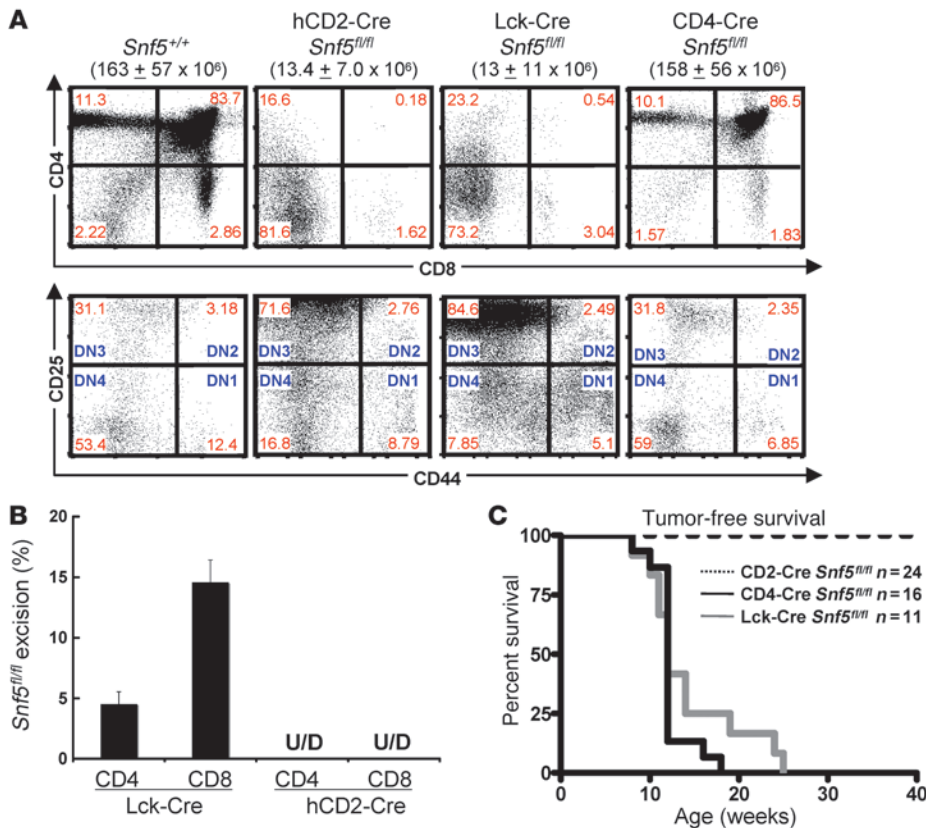 A
Snf5+/+
(163 ± 57 x 10⁶)
hCD2-Cre
Snf5fl/fl
(13.4 ± 7.0 x 10⁶)
Lck-Cre
Snf5fl/fl
(13 ± 11 x 10⁶)
CD4-Cre
Snf5fl/fl
(158 ± 56 x 10⁶)
CD4
11.3 83.7
2.22 2.86
16.6 0.18
81.6 1.62
23.2 0.54
73.2 3.04
10.1 86.5
1.57 1.83
CD8
CD25
31.1 3.18
DN3 DN2
DN4 DN1
53.4 12.4
71.6 2.76
DN3 DN2
DN4 DN1
16.8 8.79
84.6 2.49
DN3 DN2
DN4 DN1
7.85 5.1
31.8 2.35
DN3 DN2
DN4 DN1
59 6.85
CD44
B
Snf5fl/fl excision (%)
20
15
10
5
0
U/D U/D
CD4 CD8 CD4 CD8
Lck-Cre hCD2-Cre
C
Tumor-free survival
Percent survival
100
75
50
25
0
CD2-Cre Snf5fl/fl n = 24
CD4-Cre Snf5fl/fl n = 16
Lck-Cre Snf5fl/fl n = 11
0 10 20 30 40
Age (weeks)